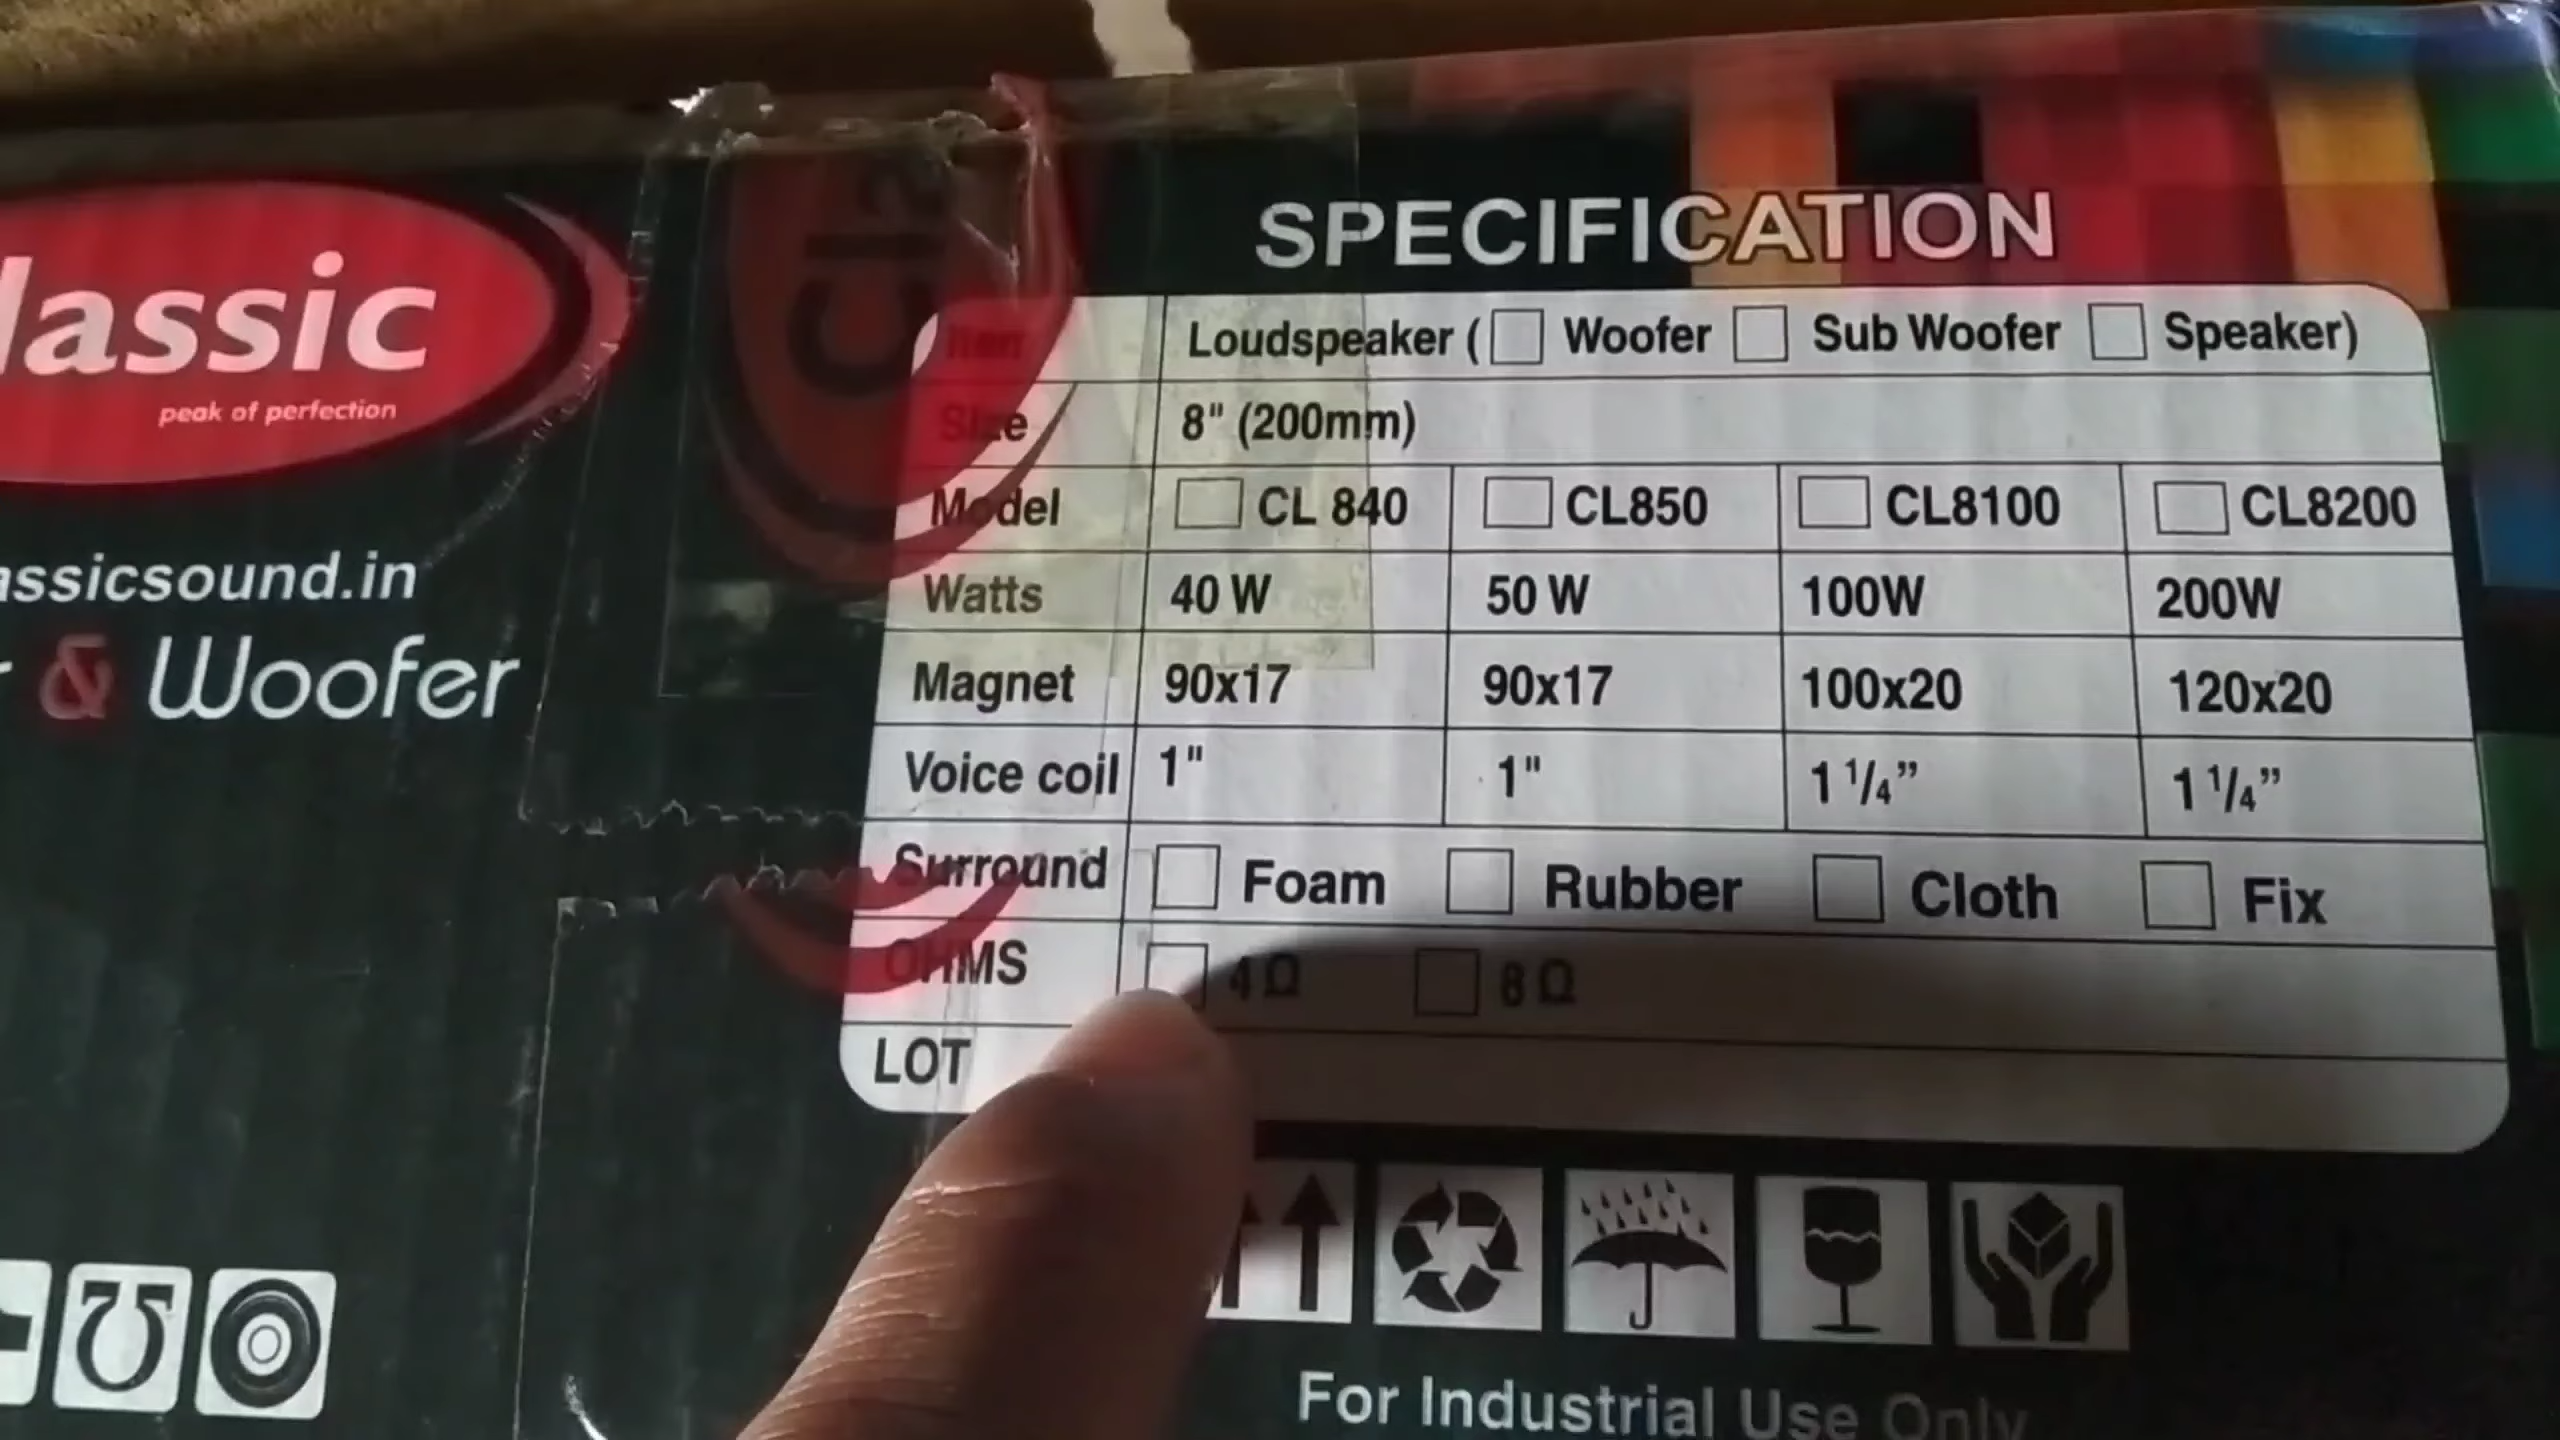 lassic
peak of perfection
assicsound.in
r & Woofer
SPECIFICATION
Item Loudspeaker ( Woofer Sub Woofer Speaker)
Size 8" (200mm)
Model CL 840 CL850 CL8100 CL8200
Watts 40 W 50 W 100W 200W
Magnet 90x17 90x17 100x20 120x20
Voice coil 1" 1" 1 1/4" 1 1/4"
Surround Foam Rubber Cloth Fix
OHMS 4Ω 8Ω
LOT
For Industrial Use Only